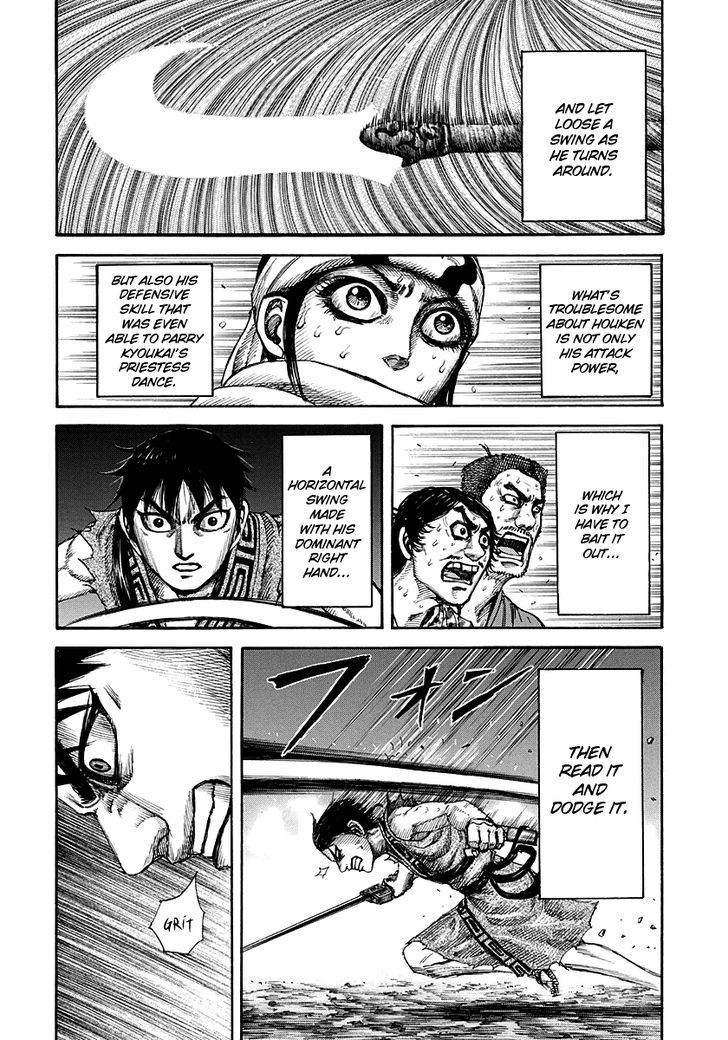 AND LET
LOOSE A
SWING AS
HE TURNS
AROUND.
WHAT'S
TROUBLESOME
ABOUT HOUKEN
IS NOT ONLY
HIS ATTACK
POWER,
BUT ALSO HIS
DEFENSIVE
SKILL THAT
WAS EVEN
ABLE TO PARRY
KYOUKAI'S
PRIESTESS
DANCE.
WHICH
IS WHY I
HAVE TO
BAIT IT
OUT...
A
HORIZONTAL
SWING
MADE
WITH HIS
DOMINANT
RIGHT
HAND...
フォン
THEN
READ IT
AND
DODGE IT.
GRIT